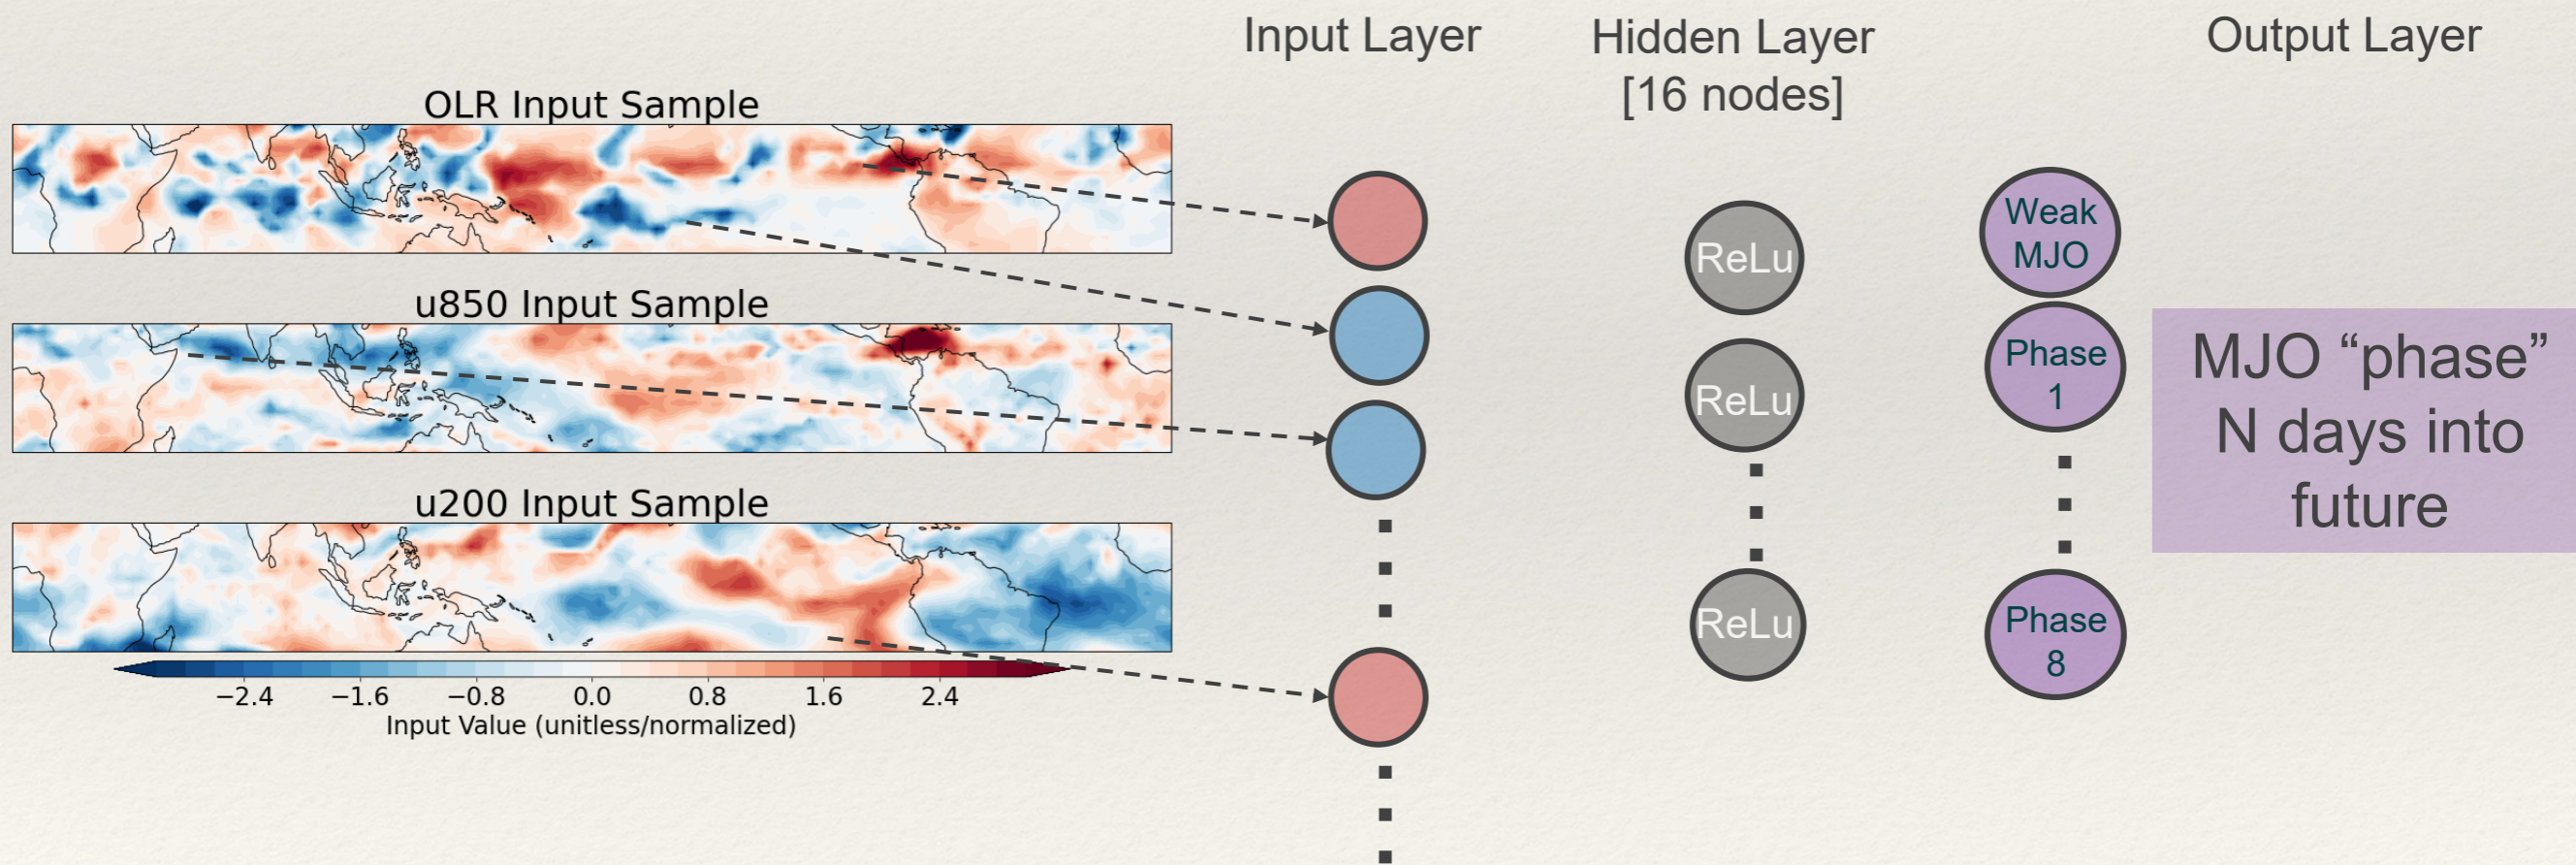 Input Layer
Hidden Layer
[16 nodes]
Output Layer
OLR Input Sample
u850 Input Sample
u200 Input Sample
−2.4 −1.6 −0.8 0.0 0.8 1.6 2.4
Input Value (unitless/normalized)
ReLu
ReLu
ReLu
Weak
MJO
Phase
1
Phase
8
MJO “phase”
N days into
future